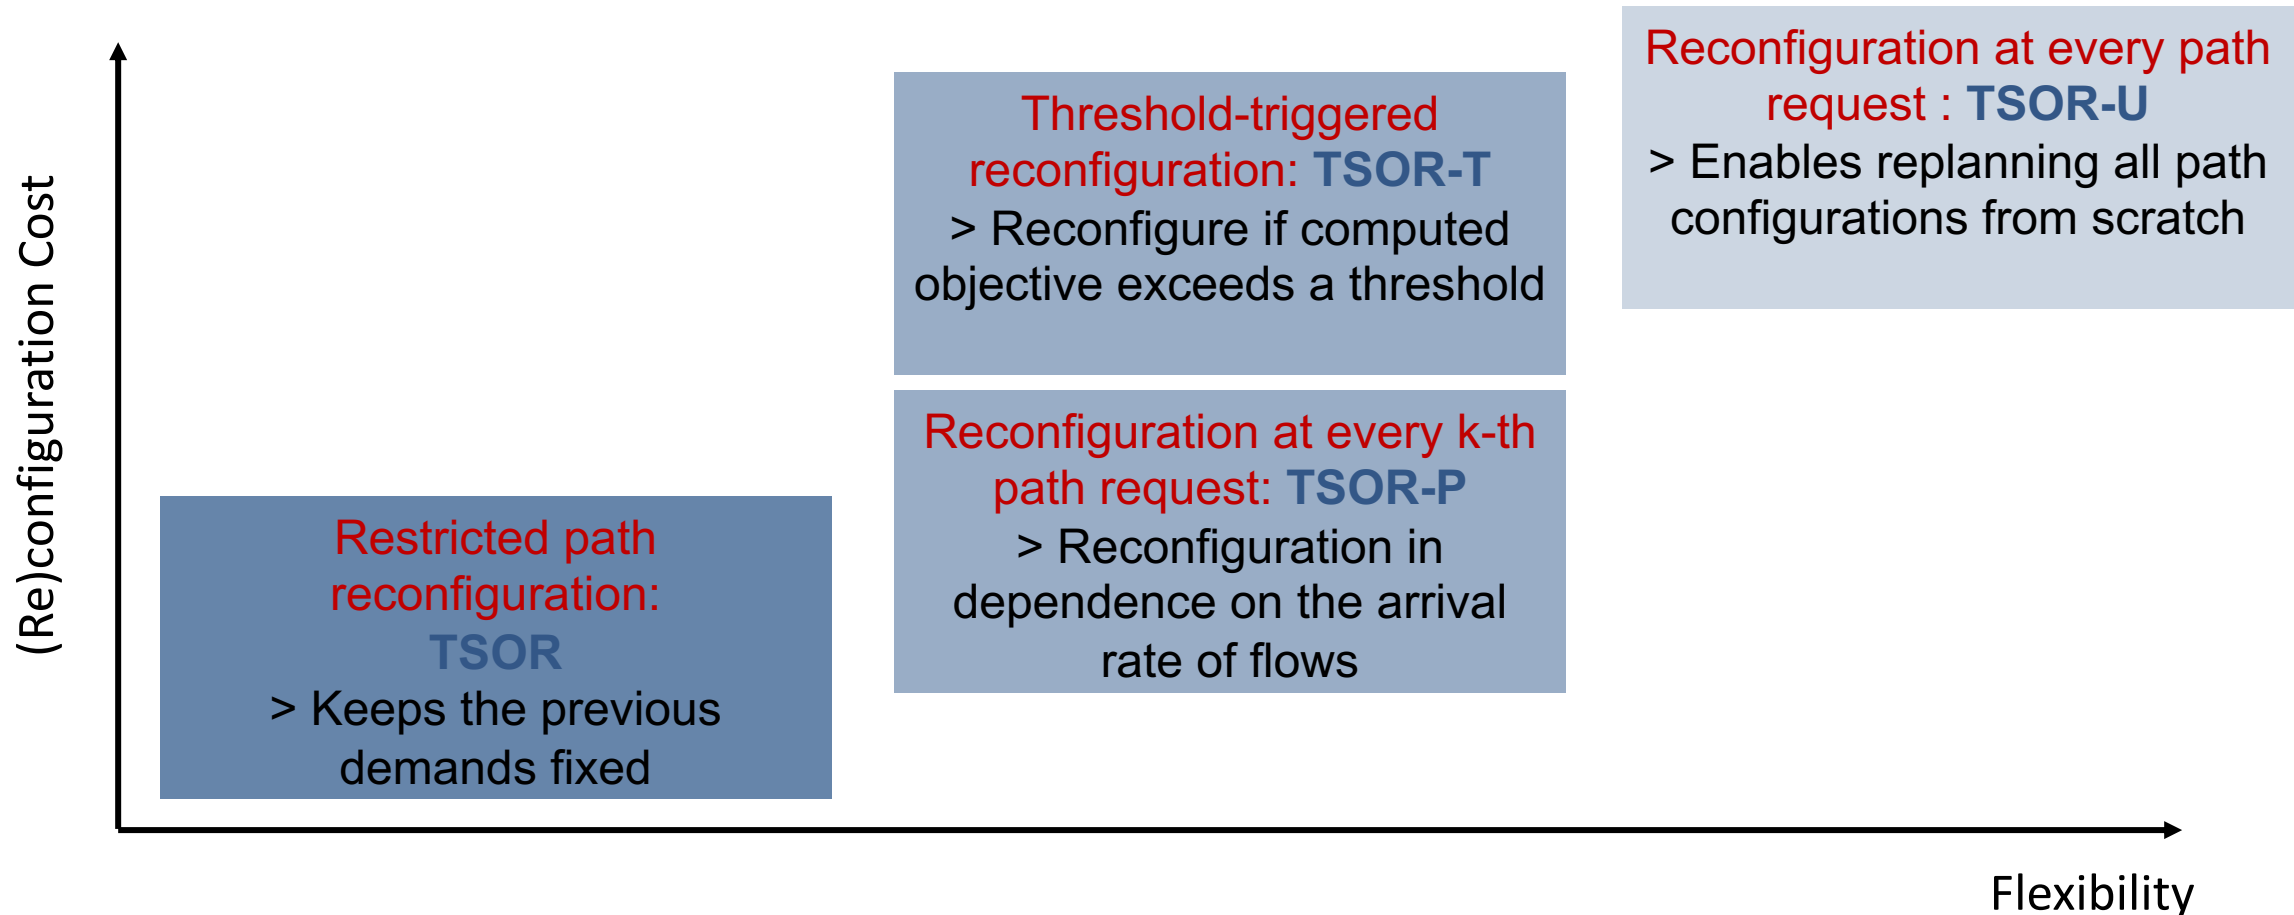 (Re)configuration Cost
Restricted path
reconfiguration:
TSOR
> Keeps the previous
demands fixed
Threshold-triggered
reconfiguration: TSOR-T
> Reconfigure if computed
objective exceeds a threshold
Reconfiguration at every k-th
path request: TSOR-P
> Reconfiguration in
dependence on the arrival
rate of flows
Reconfiguration at every path
request : TSOR-U
> Enables replanning all path
configurations from scratch
Flexibility